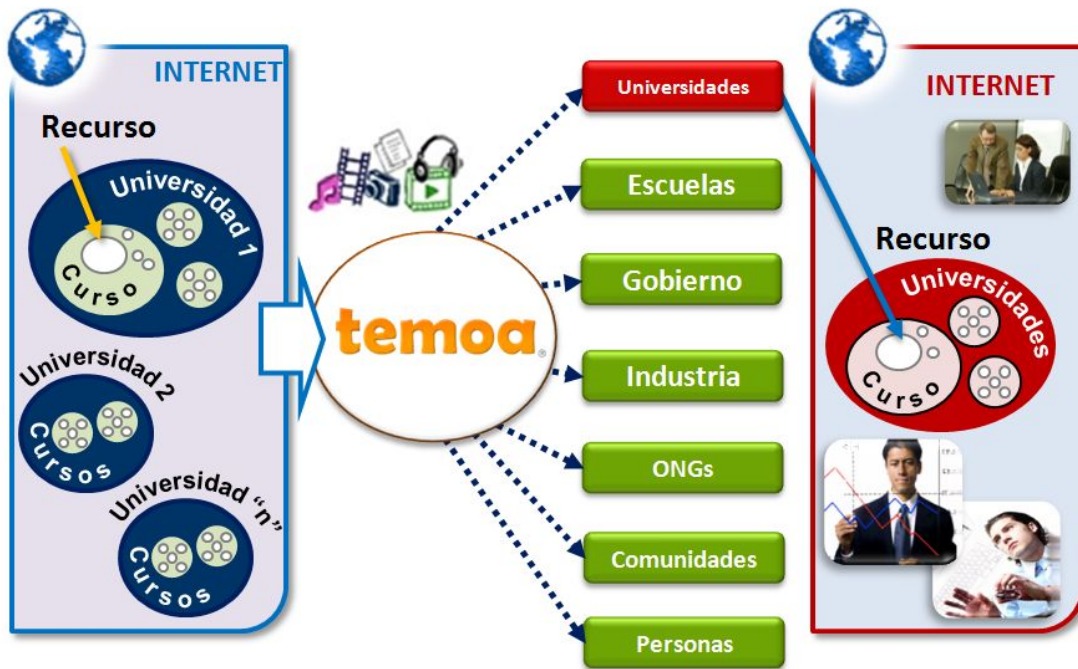 INTERNET
Recurso
Universidad 1
Curso
Universidad 2
Cursos
Universidad "n"
Cursos
temoa®
Universidades
Escuelas
Gobierno
Industria
ONGs
Comunidades
Personas
INTERNET
Recurso
Universidades
Curso